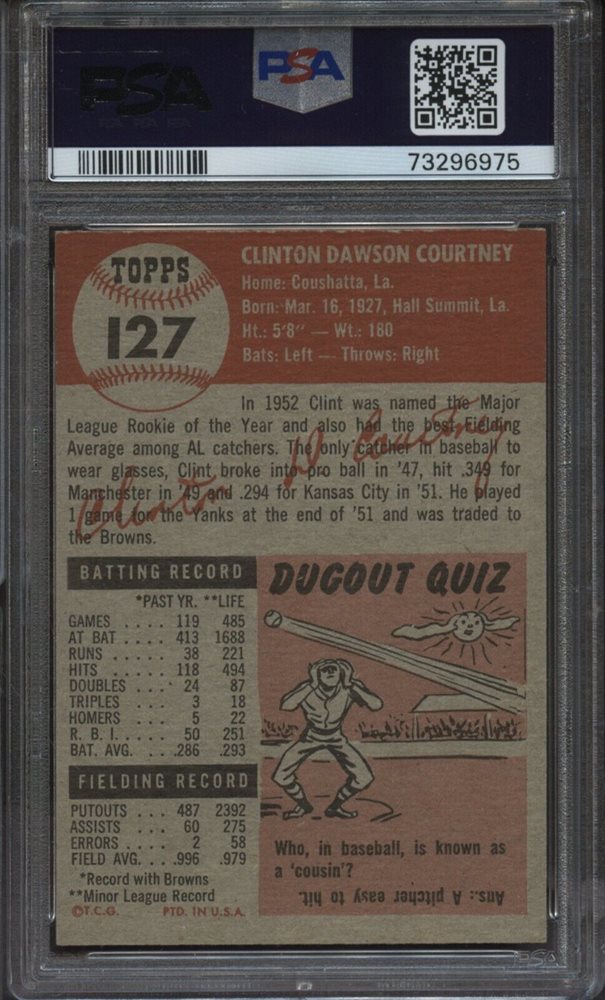 PSA
PSA
73296975
TOPPS
127
CLINTON DAWSON COURTNEY
Home: Coushatta, La.
Born: Mar. 16, 1927, Hall Summit, La.
Ht.: 5'8" — Wt.: 180
Bats: Left — Throws: Right
In 1952 Clint was named the Major
League Rookie of the Year and also had the best Fielding
Average among AL catchers. The only catcher in baseball to
wear glasses, Clint broke into pro ball in '47, hit .349 for
Manchester in '49 and .294 for Kansas City in '51. He played
1 game for the Yanks at the end of '51 and was traded to
the Browns.
Clinton D Courtney
BATTING RECORD
*PAST YR. **LIFE
GAMES . . . . 119 485
AT BAT . . . . 413 1688
RUNS . . . . . 38 221
HITS . . . . . 118 494
DOUBLES . . . 24 87
TRIPLES . . . 3 18
HOMERS . . . 5 22
R. B. I. . . . . 50 251
BAT. AVG. . . .286 .293
FIELDING RECORD
PUTOUTS . . . 487 2392
ASSISTS . . . 60 275
ERRORS . . . . 2 58
FIELD AVG. . . .996 .979
*Record with Browns
**Minor League Record
©T.C.G. PTD. IN U.S.A.
DUGOUT QUIZ
Who, in baseball, is known as
a 'cousin'?
Ans.: A pitcher easy to hit.
PSA